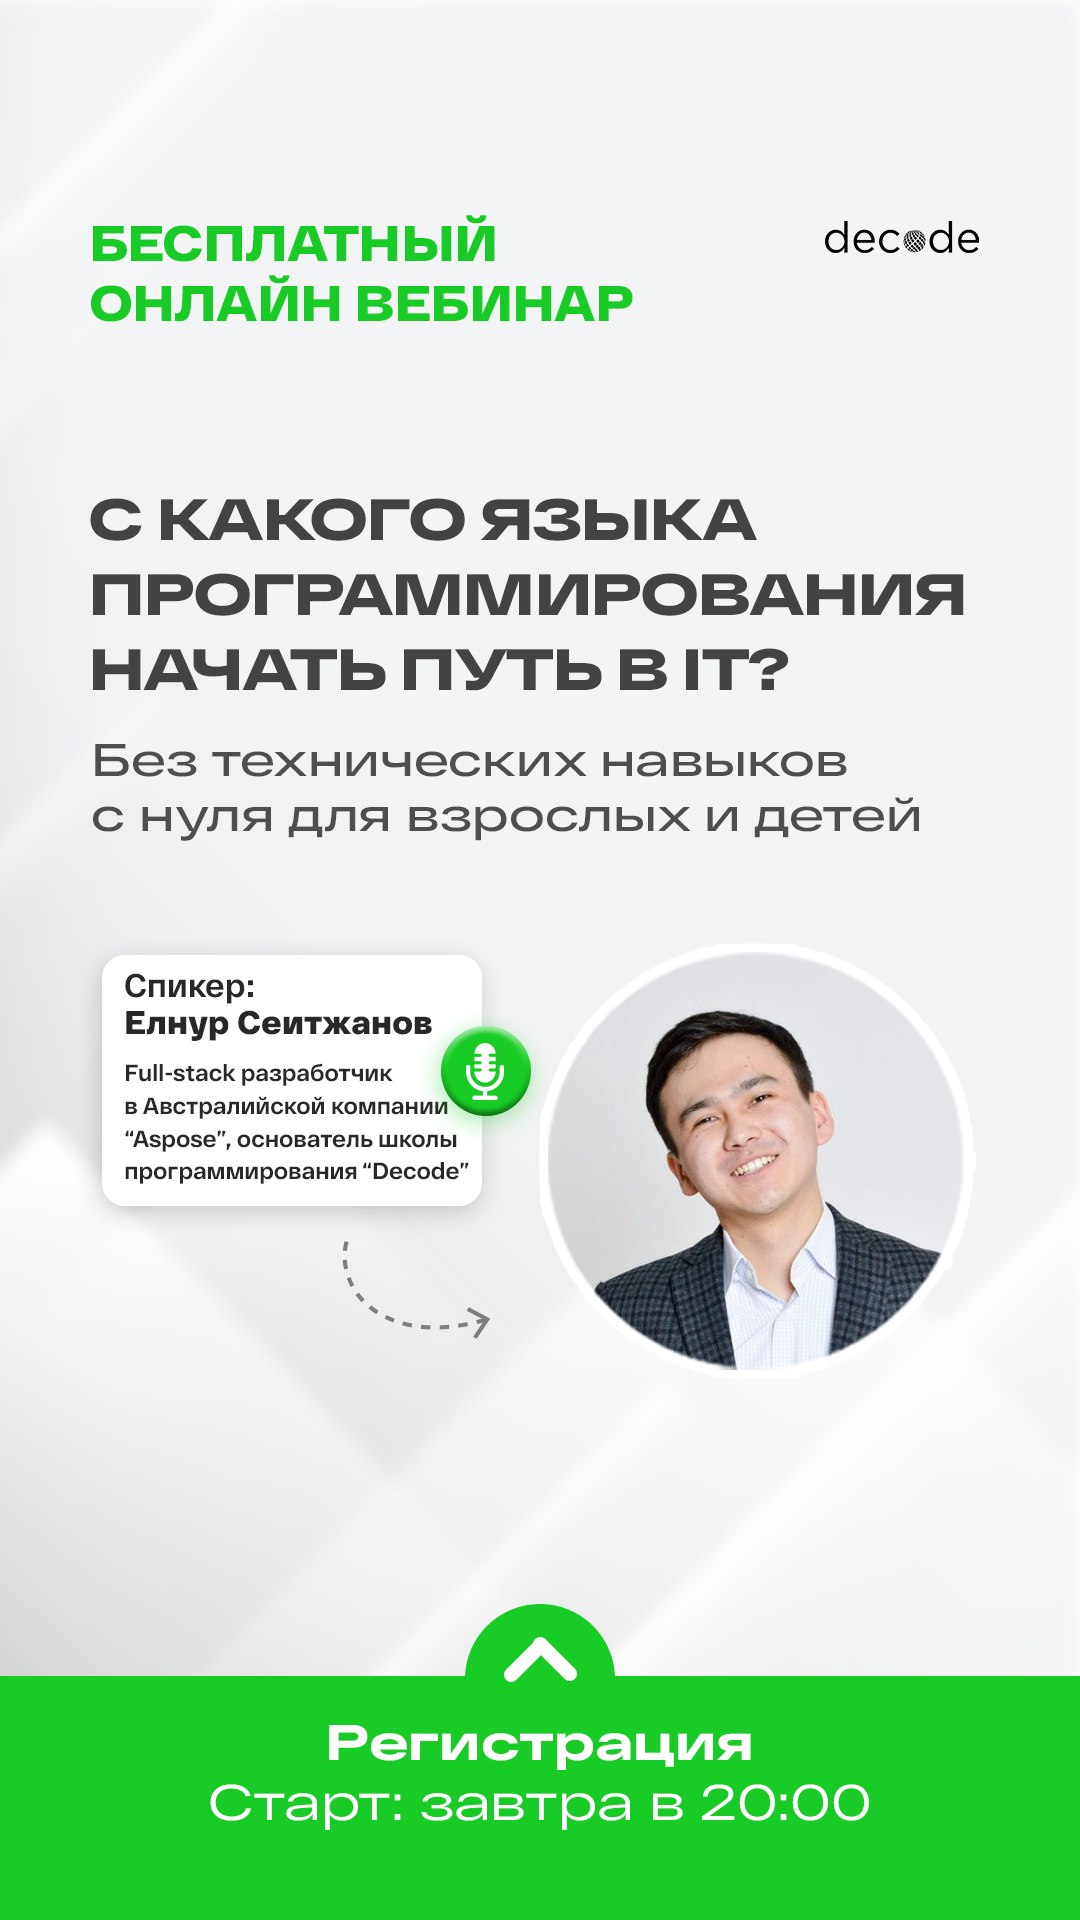 БЕСПЛАТНЫЙ
ОНЛАЙН ВЕБИНАР
decode
С КАКОГО ЯЗЫКА
ПРОГРАММИРОВАНИЯ
НАЧАТЬ ПУТЬ В IT?
Без технических навыков
с нуля для взрослых и детей
Спикер:
Елнур Сеитжанов
Full-stack разработчик
в Австралийской компании
“Aspose”, основатель школы
программирования “Decode”
Регистрация
Старт: завтра в 20:00